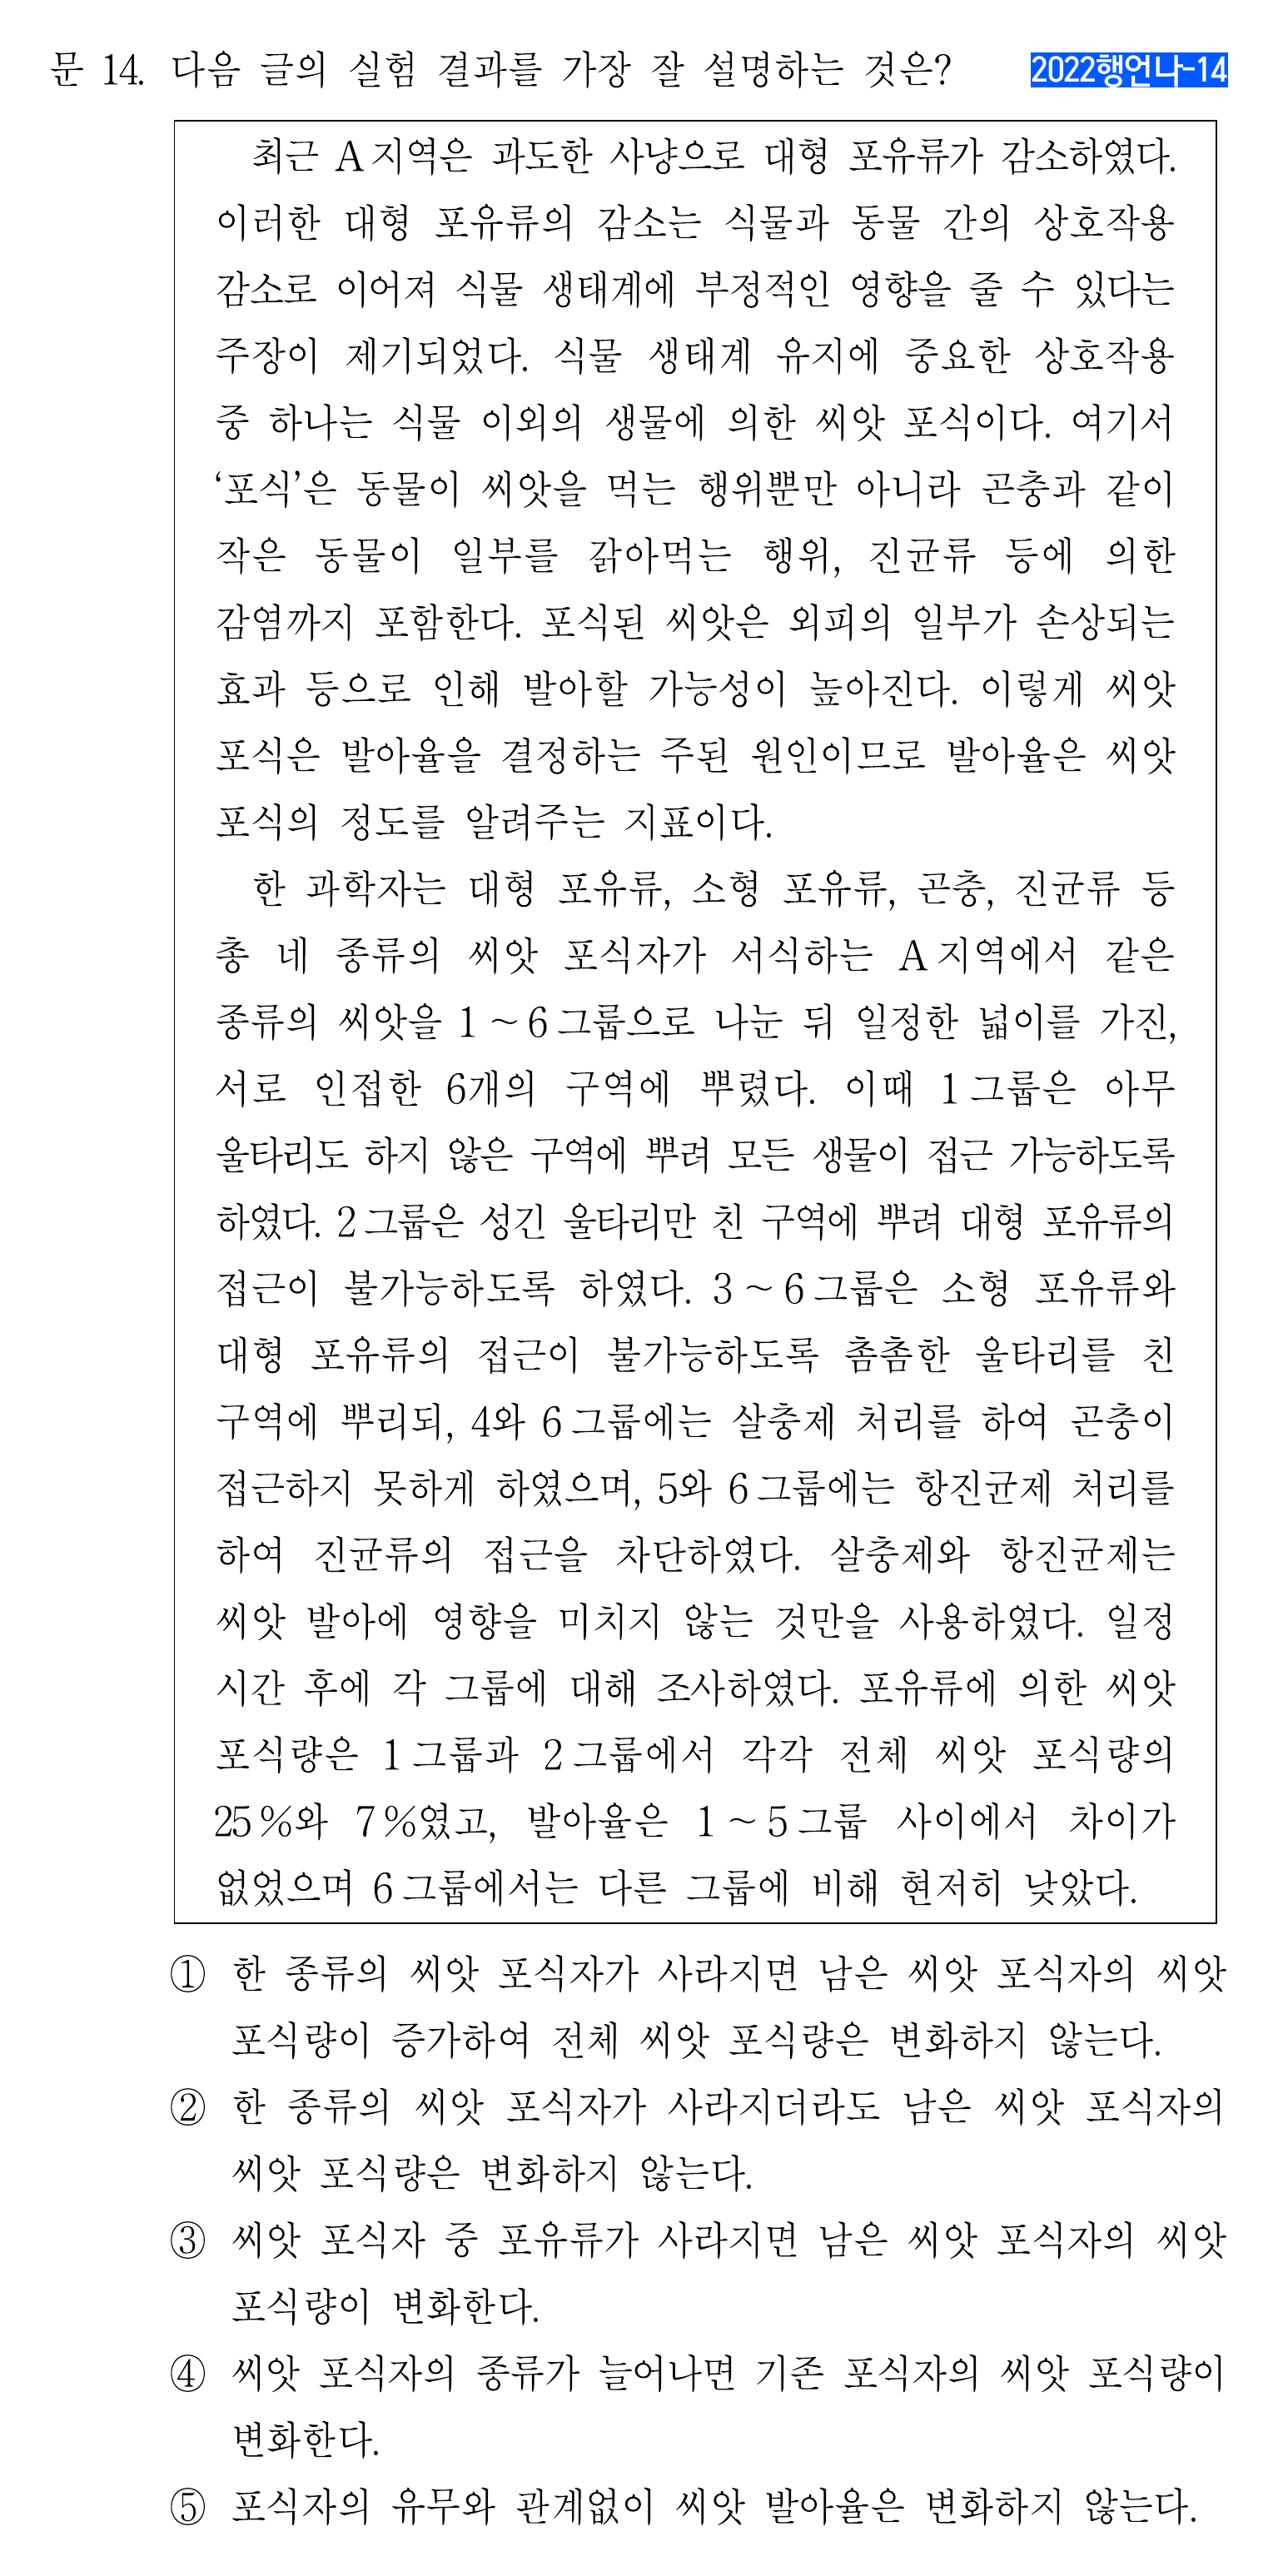 문 14. 다음 글의 실험 결과를 가장 잘 설명하는 것은? 2022행언나-14
최근 A지역은 과도한 사냥으로 대형 포유류가 감소하였다.
이러한 대형 포유류의 감소는 식물과 동물 간의 상호작용
감소로 이어져 식물 생태계에 부정적인 영향을 줄 수 있다는
주장이 제기되었다. 식물 생태계 유지에 중요한 상호작용
중 하나는 식물 이외의 생물에 의한 씨앗 포식이다. 여기서
‘포식’은 동물이 씨앗을 먹는 행위뿐만 아니라 곤충과 같이
작은 동물이 일부를 갉아먹는 행위, 진균류 등에 의한
감염까지 포함한다. 포식된 씨앗은 외피의 일부가 손상되는
효과 등으로 인해 발아할 가능성이 높아진다. 이렇게 씨앗
포식은 발아율을 결정하는 주된 원인이므로 발아율은 씨앗
포식의 정도를 알려주는 지표이다.
한 과학자는 대형 포유류, 소형 포유류, 곤충, 진균류 등
총 네 종류의 씨앗 포식자가 서식하는 A지역에서 같은
종류의 씨앗을 1～6그룹으로 나눈 뒤 일정한 넓이를 가진,
서로 인접한 6개의 구역에 뿌렸다. 이때 1그룹은 아무
울타리도 하지 않은 구역에 뿌려 모든 생물이 접근 가능하도록
하였다. 2그룹은 성긴 울타리만 친 구역에 뿌려 대형 포유류의
접근이 불가능하도록 하였다. 3～6그룹은 소형 포유류와
대형 포유류의 접근이 불가능하도록 촘촘한 울타리를 친
구역에 뿌리되, 4와 6그룹에는 살충제 처리를 하여 곤충이
접근하지 못하게 하였으며, 5와 6그룹에는 항진균제 처리를
하여 진균류의 접근을 차단하였다. 살충제와 항진균제는
씨앗 발아에 영향을 미치지 않는 것만을 사용하였다. 일정
시간 후에 각 그룹에 대해 조사하였다. 포유류에 의한 씨앗
포식량은 1그룹과 2그룹에서 각각 전체 씨앗 포식량의
25%와 7%였고, 발아율은 1～5그룹 사이에서 차이가
없었으며 6그룹에서는 다른 그룹에 비해 현저히 낮았다.
① 한 종류의 씨앗 포식자가 사라지면 남은 씨앗 포식자의 씨앗
포식량이 증가하여 전체 씨앗 포식량은 변화하지 않는다.
② 한 종류의 씨앗 포식자가 사라지더라도 남은 씨앗 포식자의
씨앗 포식량은 변화하지 않는다.
③ 씨앗 포식자 중 포유류가 사라지면 남은 씨앗 포식자의 씨앗
포식량이 변화한다.
④ 씨앗 포식자의 종류가 늘어나면 기존 포식자의 씨앗 포식량이
변화한다.
⑤ 포식자의 유무와 관계없이 씨앗 발아율은 변화하지 않는다.